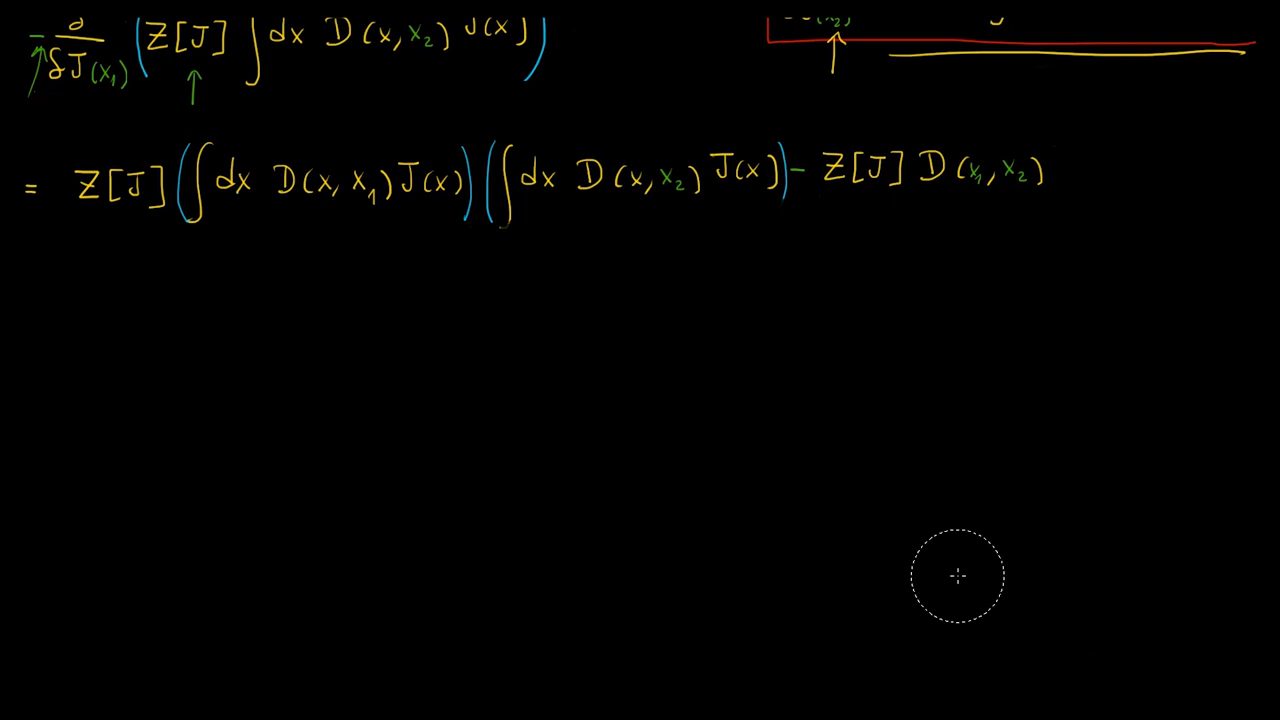 - δ/δJ(x₁) ( Z[J] ∫ dx D(x, x₂) J(x) )
= Z[J] (∫ dx D(x, x₁) J(x)) (∫ dx D(x, x₂) J(x)) - Z[J] D(x₁, x₂)